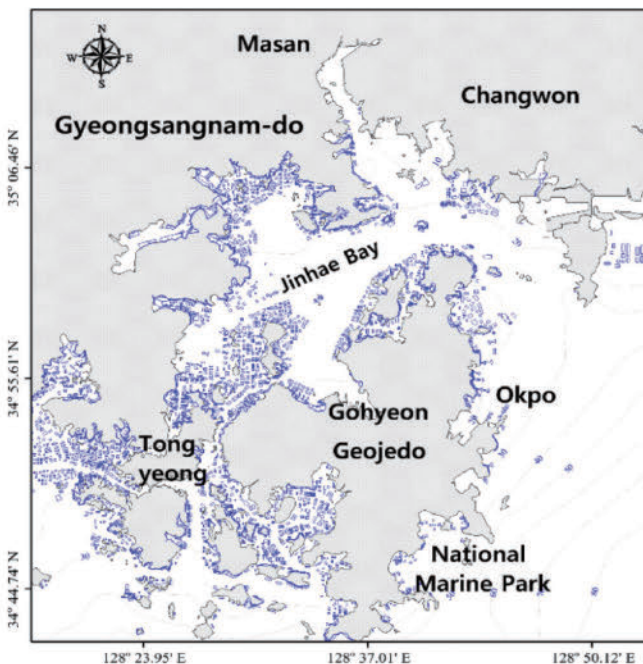 N
W E
S
Masan
Changwon
Gyeongsangnam-do
Jinhae Bay
Okpo
Gohyeon
Geojedo
Tong
yeong
National
Marine Park
35° 06.46' N
34° 55.61' N
34° 44.74' N
128° 23.95' E
128° 37.01' E
128° 50.12' E